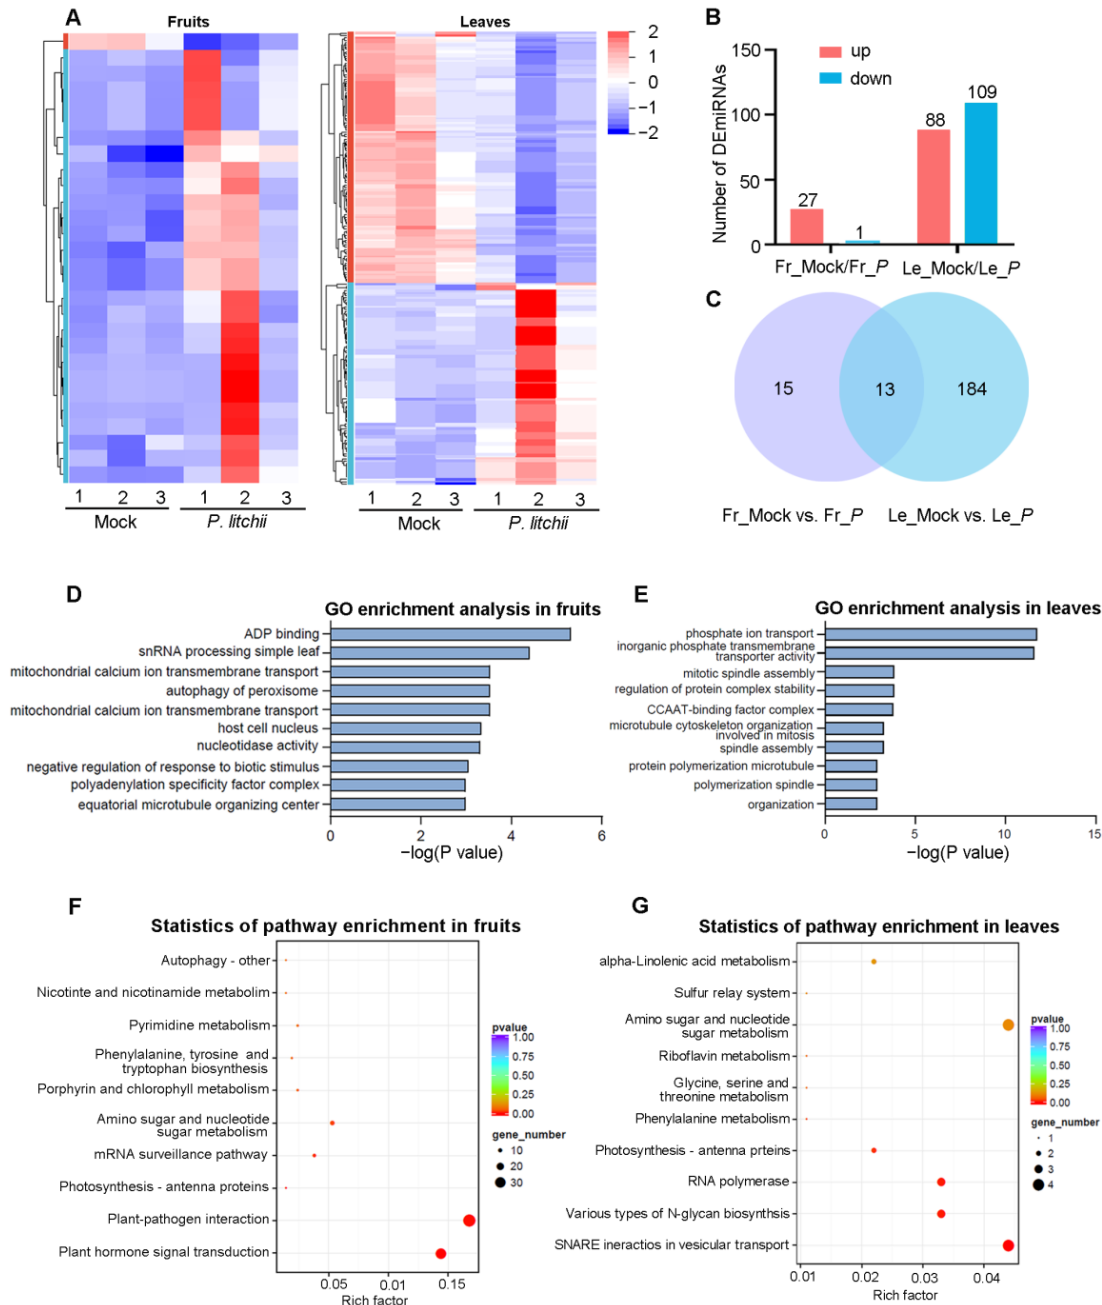 A
Fruits
Leaves
2
1
0
−1
−2
1 2 3 1 2 3
Mock P. litchii
1 2 3 1 2 3
Mock P. litchii
B
up
down
Number of DEmiRNAs
150
100
50
0
27
1
88
109
Fr_Mock/Fr_P Le_Mock/Le_P
C
15
13
184
Fr_Mock vs. Fr_P Le_Mock vs. Le_P
D
GO enrichment analysis in fruits
ADP binding
snRNA processing simple leaf
mitochondrial calcium ion transmembrane transport
autophagy of peroxisome
mitochondrial calcium ion transmembrane transport
host cell nucleus
nucleotidase activity
negative regulation of response to biotic stimulus
polyadenylation specificity factor complex
equatorial microtubule organizing center
0 2 4 6
−log(P value)
E
GO enrichment analysis in leaves
phosphate ion transport
inorganic phosphate transmembrane
transporter activity
mitotic spindle assembly
regulation of protein complex stability
CCAAT-binding factor complex
microtubule cytoskeleton organization
involved in mitosis
spindle assembly
protein polymerization microtubule
polymerization spindle
organization
0 5 10 15
−log(P value)
F
Statistics of pathway enrichment in fruits
Autophagy - other
Nicotinte and nicotinamide metabolim
Pyrimidine metabolism
Phenylalanine, tyrosine and
tryptophan biosynthesis
Porphyrin and chlorophyll metabolism
Amino sugar and nucleotide
sugar metabolism
mRNA surveillance pathway
Photosynthesis - antenna proteins
Plant-pathogen interaction
Plant hormone signal transduction
0.05 0.01 0.15
Rich factor
pvalue
1.00
0.75
0.50
0.25
0.00
gene_number
10
20
30
G
Statistics of pathway enrichment in leaves
alpha-Linolenic acid metabolism
Sulfur relay system
Amino sugar and nucleotide
sugar metabolism
Riboflavin metabolism
Glycine, serine and
threonine metabolism
Phenylalanine metabolism
Photosynthesis - antenna prteins
RNA polymerase
Various types of N-glycan biosynthsis
SNARE ineractios in vesicular transport
0.01 0.02 0.03 0.04
Rich factor
pvalue
1.00
0.75
0.50
0.25
0.00
gene_number
1
2
3
4